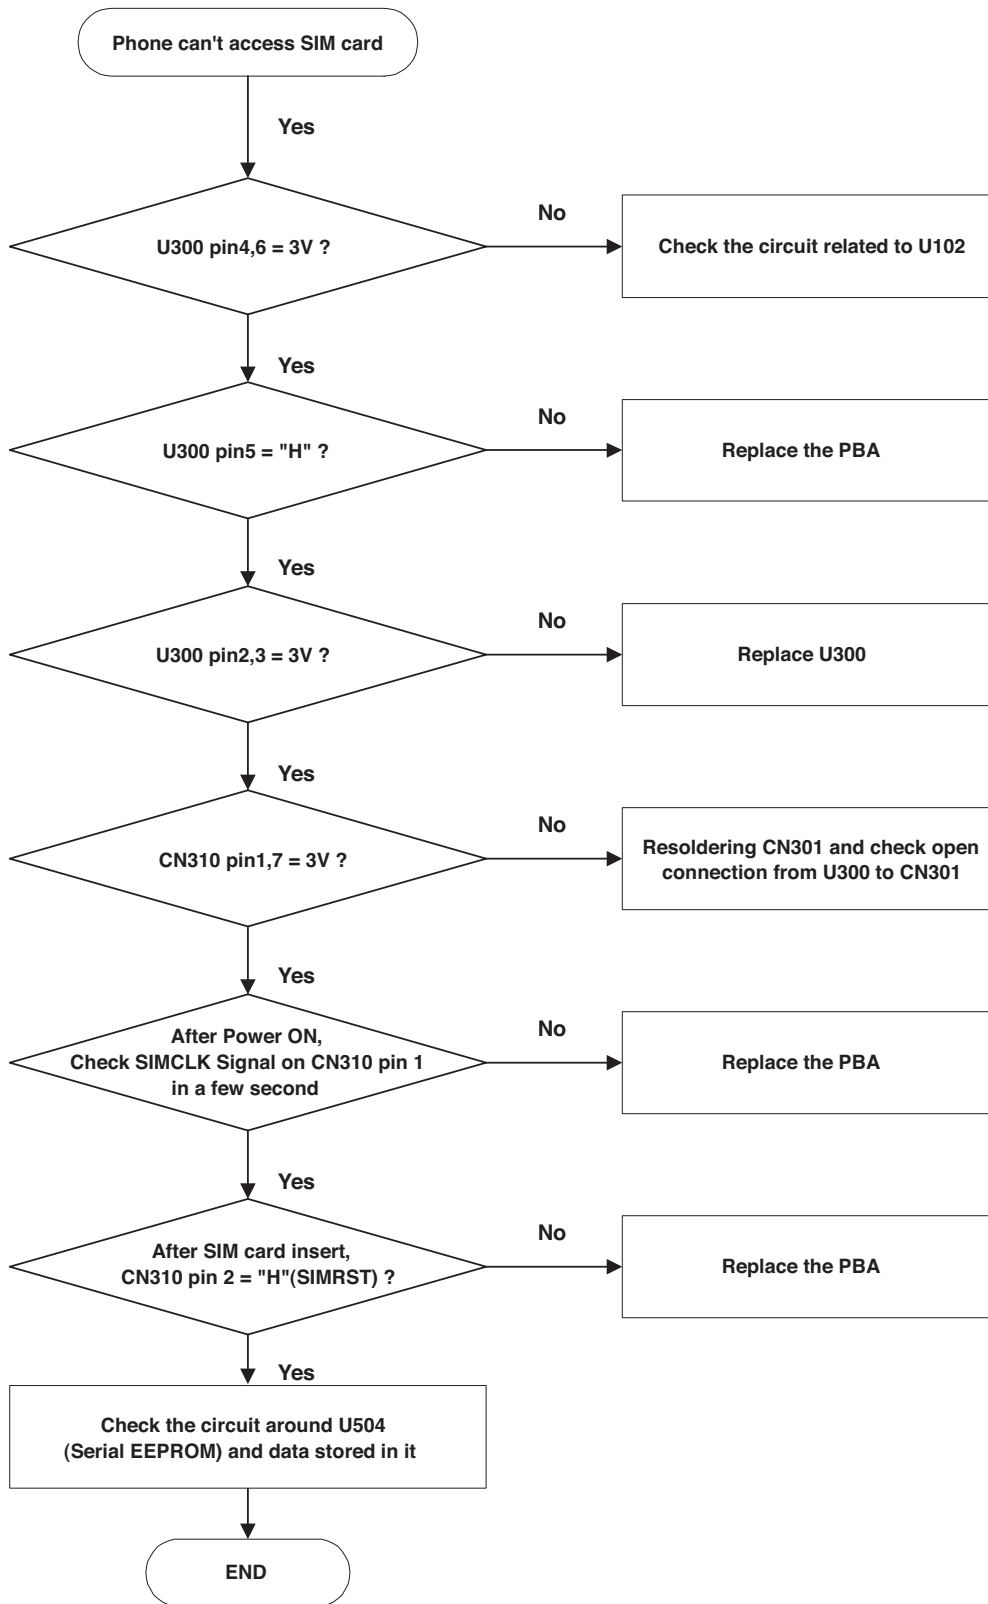 Phone can't access SIM card
Yes
U300 pin4,6 = 3V ?
No
Check the circuit related to U102
Yes
U300 pin5 = "H" ?
No
Replace the PBA
Yes
U300 pin2,3 = 3V ?
No
Replace U300
Yes
CN310 pin1,7 = 3V ?
No
Resoldering CN301 and check open
connection from U300 to CN301
Yes
After Power ON,
Check SIMCLK Signal on CN310 pin 1
in a few second
No
Replace the PBA
Yes
After SIM card insert,
CN310 pin 2 = "H"(SIMRST) ?
No
Replace the PBA
Yes
Check the circuit around U504
(Serial EEPROM) and data stored in it
END